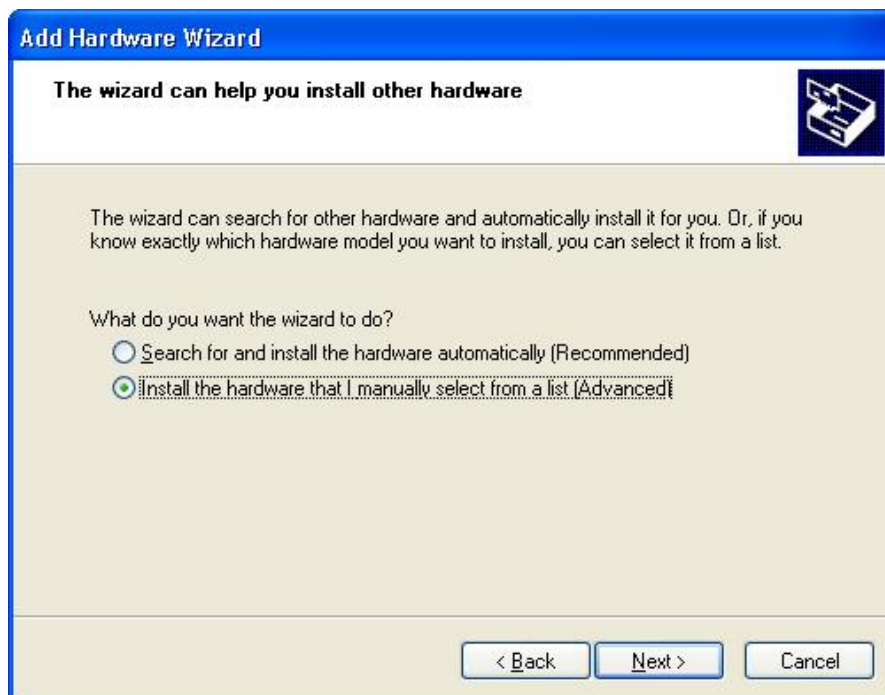 Add Hardware Wizard
The wizard can help you install other hardware
The wizard can search for other hardware and automatically install it for you. Or, if you
know exactly which hardware model you want to install, you can select it from a list.
What do you want the wizard to do?
Search for and install the hardware automatically (Recommended)
Install the hardware that I manually select from a list (Advanced)
< Back
Next >
Cancel